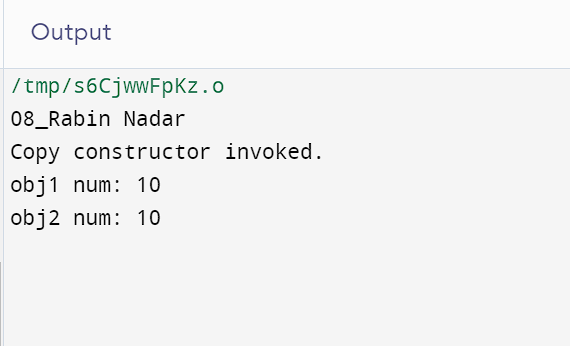 Output
/tmp/s6CjwwFpKz.o
08_Rabin Nadar
Copy constructor invoked.
obj1 num: 10
obj2 num: 10